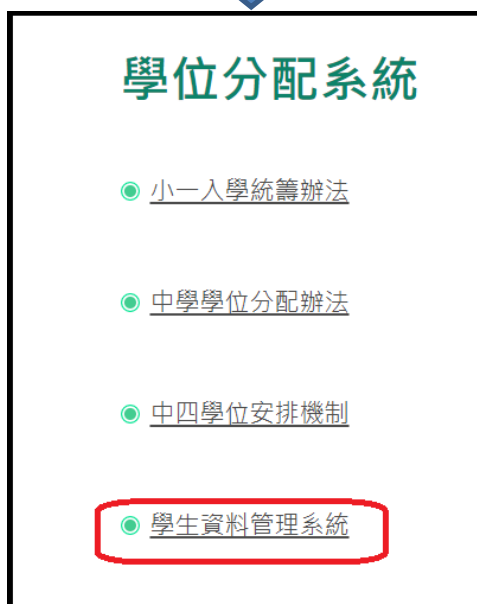 學位分配系統
小一入學統籌辦法
中學學位分配辦法
中四學位安排機制
學生資料管理系統